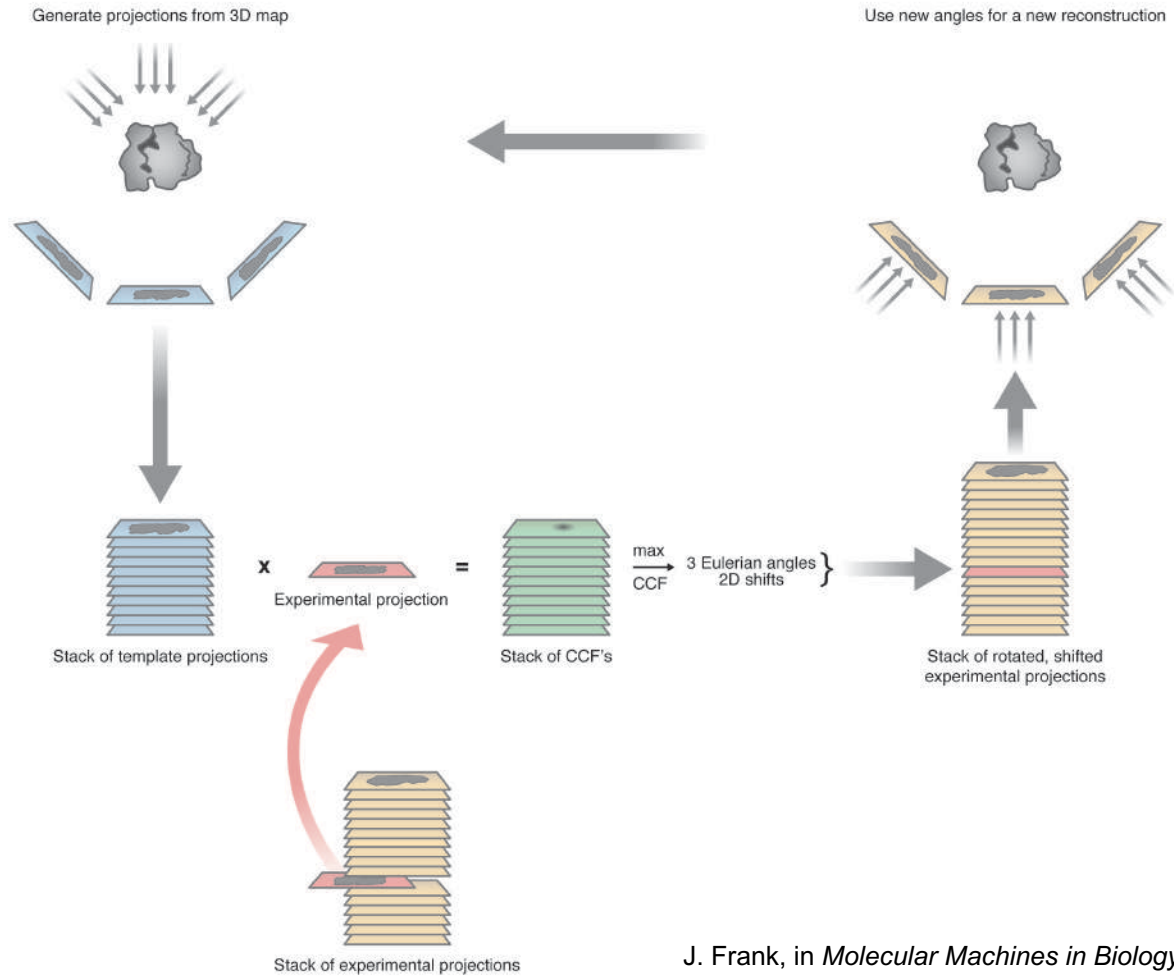 Generate projections from 3D map
Use new angles for a new reconstruction
x
=
max
CCF
3 Eulerian angles
2D shifts
}
Experimental projection
Stack of template projections
Stack of CCF's
Stack of rotated, shifted
experimental projections
Stack of experimental projections
J. Frank, in Molecular Machines in Biology